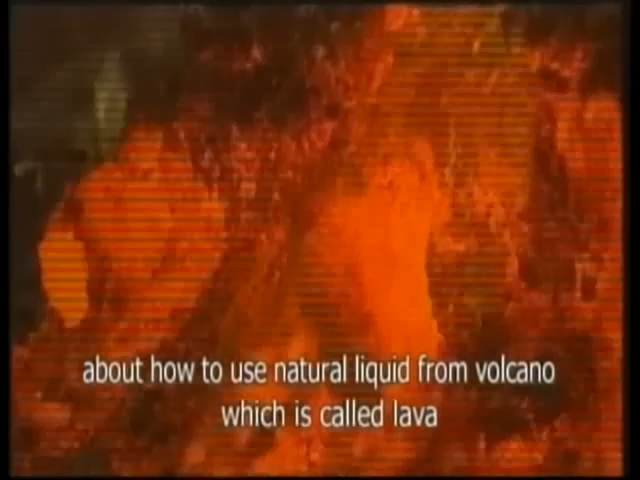 about how to use natural liquid from volcano
which is called lava